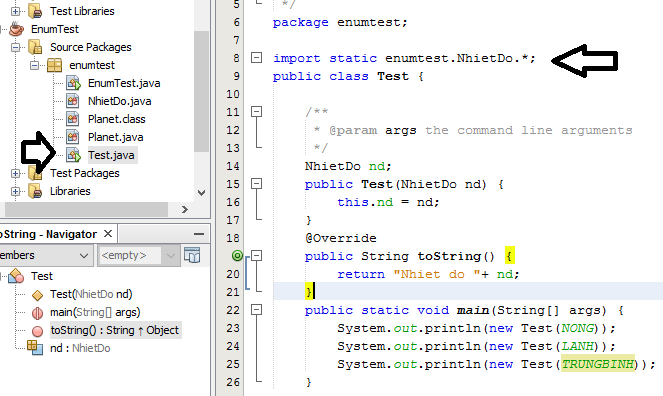 Test Libraries
EnumTest
Source Packages
enumtest
EnumTest.java
NhietDo.java
Planet.class
Planet.java
Test.java
Test Packages
Libraries
oString - Navigator ×
embers
<empty>
Test
Test(NhietDo nd)
main(String[] args)
toString() : String ↑ Object
nd : NhietDo
5 */
6 package enumtest;
7
8 import static enumtest.NhietDo.*;
9 public class Test {
10
11 /**
12 * @param args the command line arguments
13 */
14 NhietDo nd;
15 public Test(NhietDo nd) {
16 this.nd = nd;
17 }
18 @Override
public String toString() {
20 return "Nhiet do "+ nd;
21 }
22 public static void main(String[] args) {
23 System.out.println(new Test(NONG));
24 System.out.println(new Test(LANH));
25 System.out.println(new Test(TRUNGBINH));
26 }